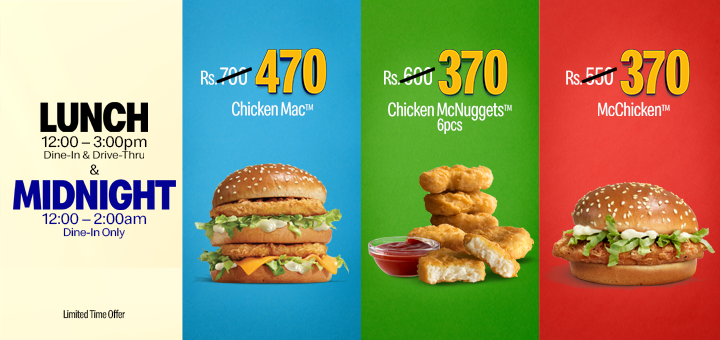 LUNCH
12:00 – 3:00pm
Dine-In & Drive-Thru
&
MIDNIGHT
12:00 – 2:00am
Dine-In Only
Limited Time Offer
Rs. 700 470
Chicken Mac™
Rs. 600 370
Chicken McNuggets™
6pcs
Rs. 550 370
McChicken™